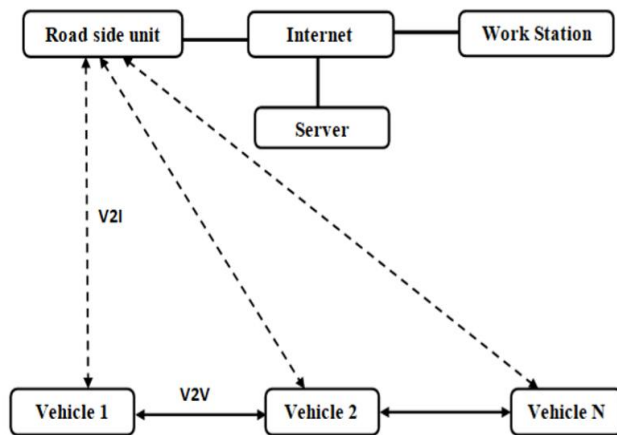 Road side unit
Internet
Work Station
Server
V2I
V2V
Vehicle 1
Vehicle 2
Vehicle N